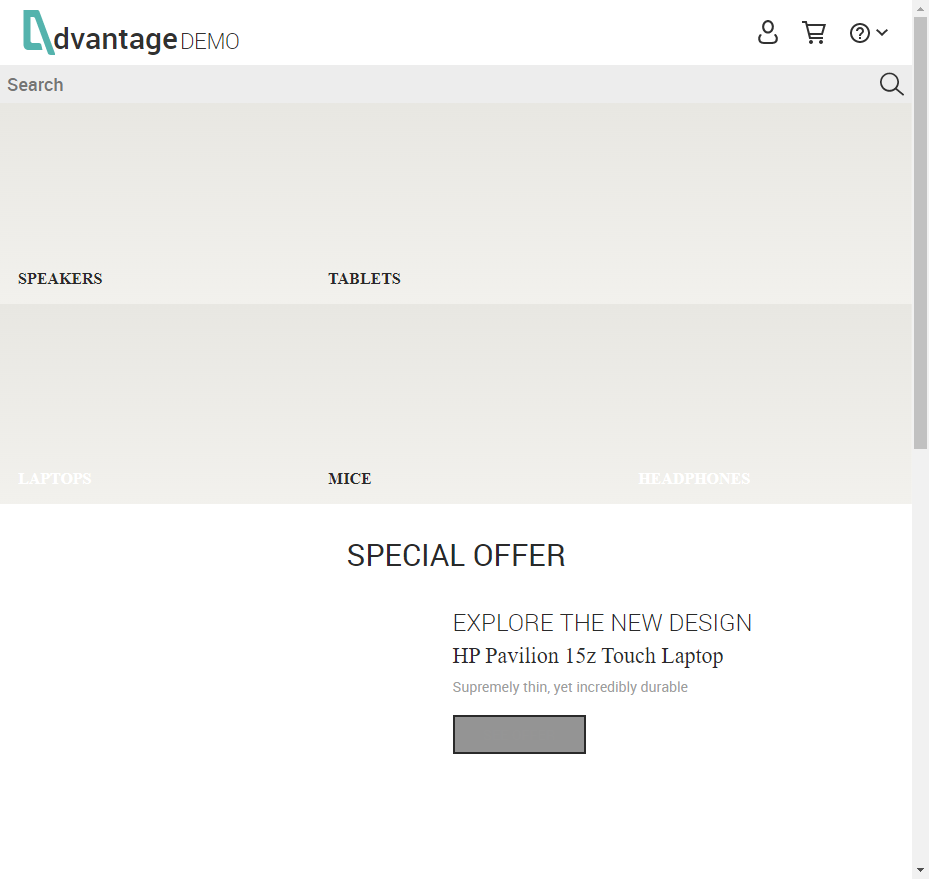 dvantage DEMO
Search
SPEAKERS TABLETS
LAPTOPS MICE HEADPHONES
SPECIAL OFFER
EXPLORE THE NEW DESIGN
HP Pavilion 15z Touch Laptop
Supremely thin, yet incredibly durable